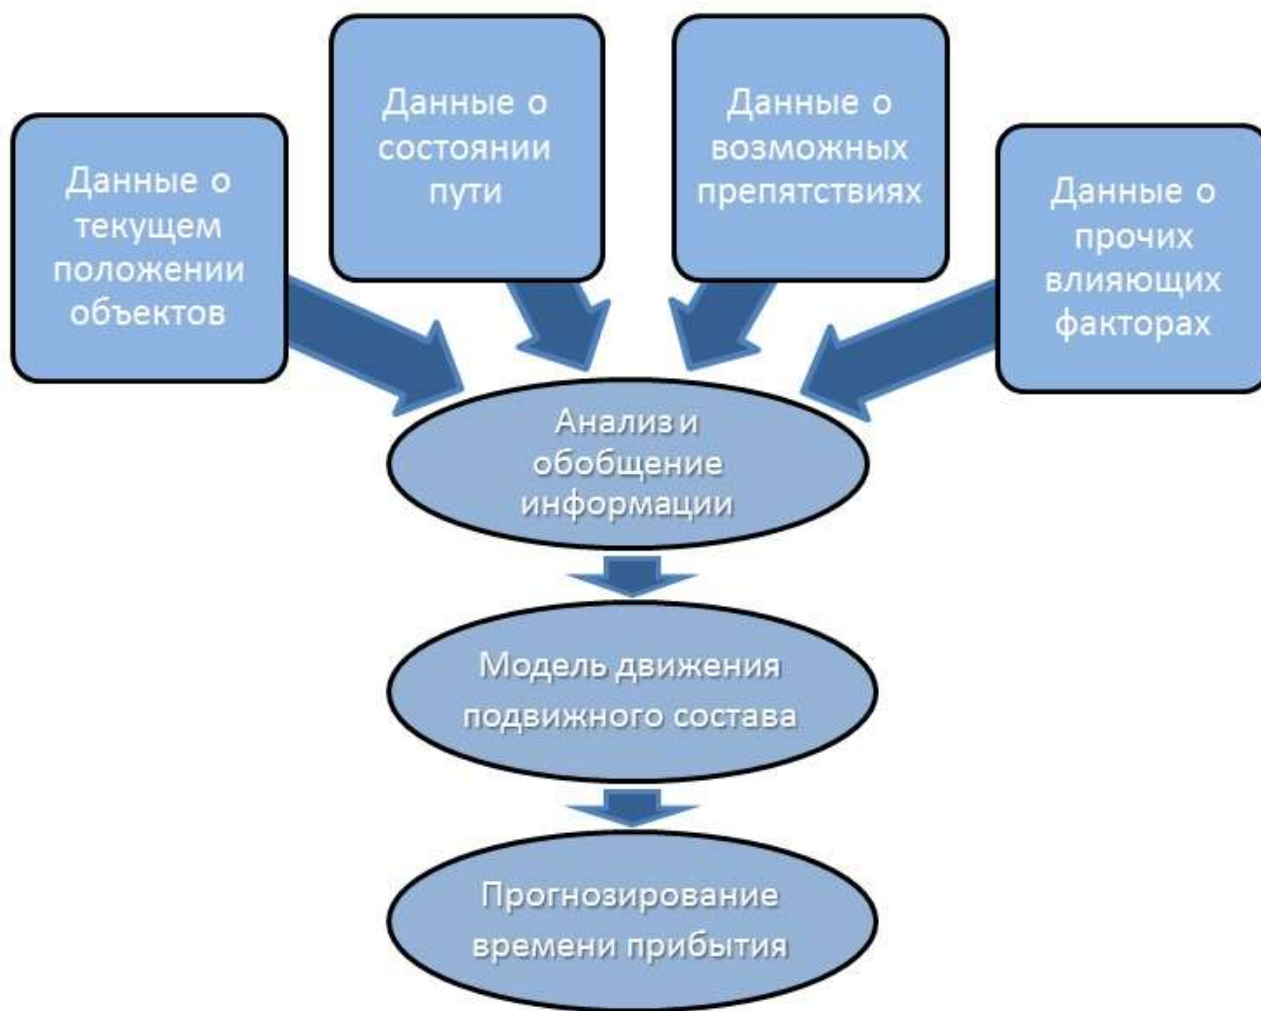 Данные о
текущем
положении
объектов
Данные о
состоянии
пути
Данные о
возможных
препятствиях
Данные о
прочих
влияющих
факторах
Анализ и
обобщение
информации
Модель движения
подвижного состава
Прогнозирование
времени прибытия